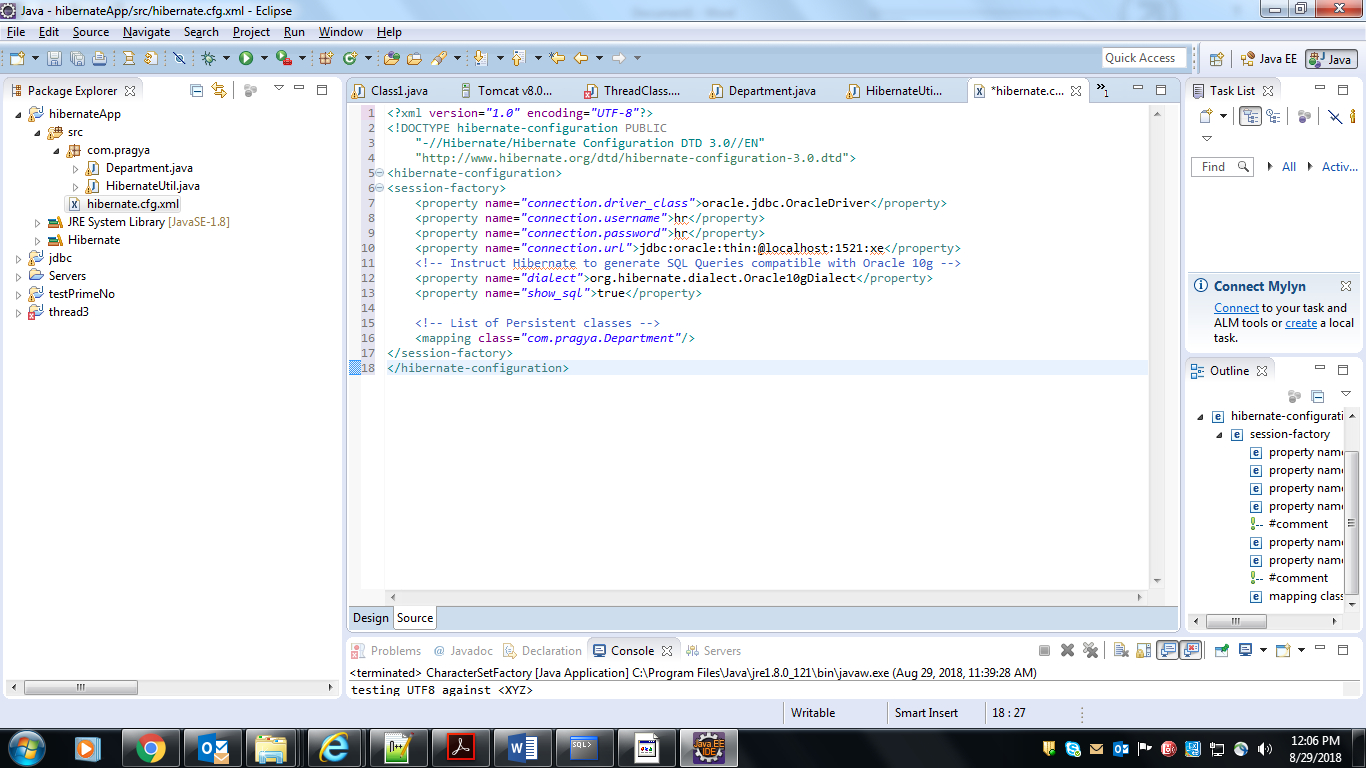 Java - hibernateApp/src/hibernate.cfg.xml - Eclipse
File Edit Source Navigate Search Project Run Window Help
Quick Access
Java EE
Java
Package Explorer
hibernateApp
src
com.pragya
Department.java
HibernateUtil.java
hibernate.cfg.xml
JRE System Library [JavaSE-1.8]
Hibernate
jdbc
Servers
testPrimeNo
thread3
Class1.java
Tomcat v8.0...
ThreadClass....
Department.java
HibernateUti...
*hibernate.c...
»1
1 <?xml version="1.0" encoding="UTF-8"?>
2 <!DOCTYPE hibernate-configuration PUBLIC
3 "-//Hibernate/Hibernate Configuration DTD 3.0//EN"
4 "http://www.hibernate.org/dtd/hibernate-configuration-3.0.dtd">
5 <hibernate-configuration>
6 <session-factory>
7 <property name="connection.driver_class">oracle.jdbc.OracleDriver</property>
8 <property name="connection.username">hr</property>
9 <property name="connection.password">hr</property>
10 <property name="connection.url">jdbc:oracle:thin:@localhost:1521:xe</property>
11 <!-- Instruct Hibernate to generate SQL Queries compatible with Oracle 10g -->
12 <property name="dialect">org.hibernate.dialect.Oracle10gDialect</property>
13 <property name="show_sql">true</property>
14
15 <!-- List of Persistent classes -->
16 <mapping class="com.pragya.Department"/>
17 </session-factory>
18 </hibernate-configuration>
Design Source
Task List
Find All Activ...
Connect Mylyn
Connect to your task and
ALM tools or create a local
task.
Outline
hibernate-configurati
session-factory
property name
property name
property name
property name
#comment
property name
property name
#comment
mapping class
Problems @ Javadoc Declaration Console Servers
<terminated> CharacterSetFactory [Java Application] C:\Program Files\Java\jre1.8.0_121\bin\javaw.exe (Aug 29, 2018, 11:39:28 AM)
testing UTF8 against <XYZ>
Writable Smart Insert 18 : 27
Java EE
IDE
12:06 PM
8/29/2018